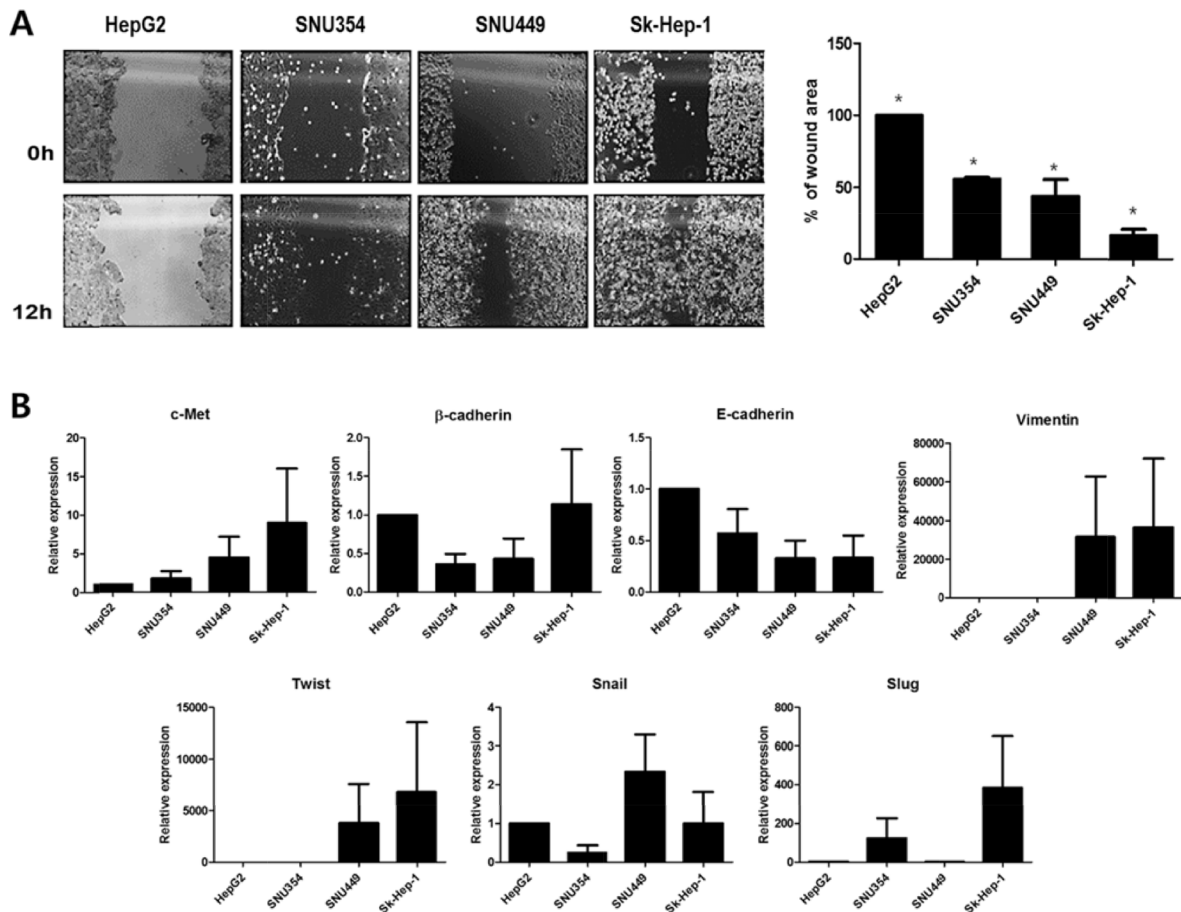 A
HepG2 SNU354 SNU449 Sk-Hep-1
0h
12h
% of wound area
150
100
50
0
* * * *
HepG2 SNU354 SNU449 Sk-Hep-1
B
c-Met
Relative expression
20
15
10
5
0
HepG2 SNU354 SNU449 Sk-Hep-1
β-cadherin
Relative expression
2.0
1.5
1.0
0.5
0.0
HepG2 SNU354 SNU449 Sk-Hep-1
E-cadherin
Relative expression
1.5
1.0
0.5
0.0
HepG2 SNU354 SNU449 Sk-Hep-1
Vimentin
Relative expression
80000
60000
40000
20000
0
HepG2 SNU354 SNU449 Sk-Hep-1
Twist
Relative expression
15000
10000
5000
0
HepG2 SNU354 SNU449 Sk-Hep-1
Snail
Relative expression
4
3
2
1
0
HepG2 SNU354 SNU449 Sk-Hep-1
Slug
Relative expression
800
600
400
200
0
HepG2 SNU354 SNU449 Sk-Hep-1